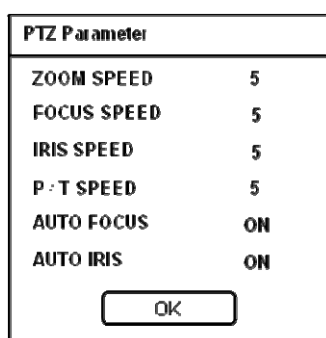 PTZ Parameter
ZOOM SPEED 5
FOCUS SPEED 5
IRIS SPEED 5
P/T SPEED 5
AUTO FOCUS ON
AUTO IRIS ON
OK